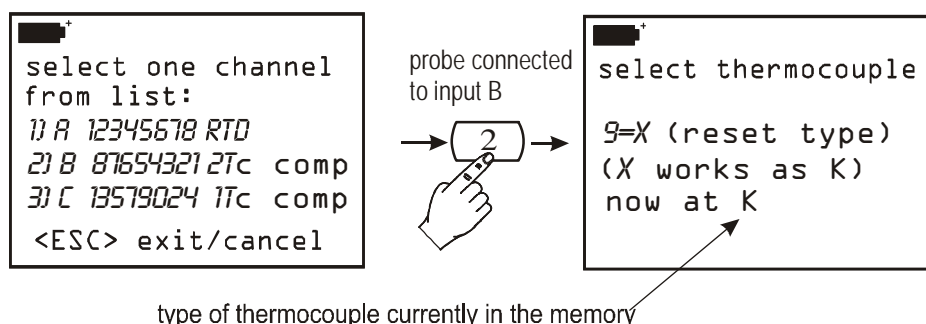 select one channel
from list:
1) A 12345678 RTD
2) B 87654321 2Tc comp
3) C 13579024 1Tc comp
<ESC> exit/cancel
probe connected
to input B
2
select thermocouple
9=X (reset type)
(X works as K)
now at K
type of thermocouple currently in the memory